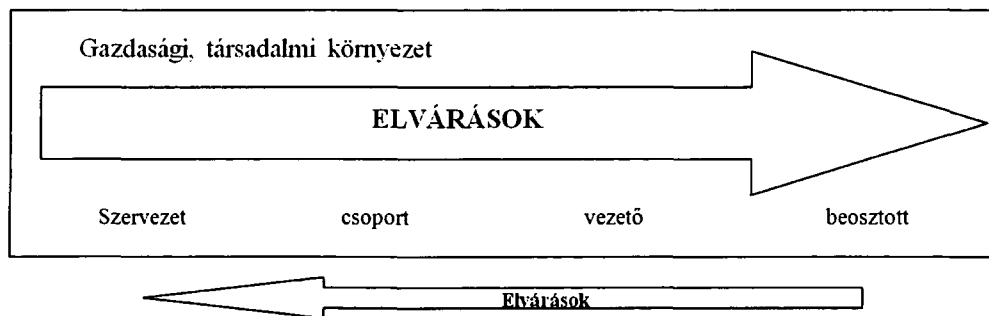 Gazdasági, társadalmi környezet
ELVÁRÁSOK
Szervezet csoport vezető beosztott
Elvárások